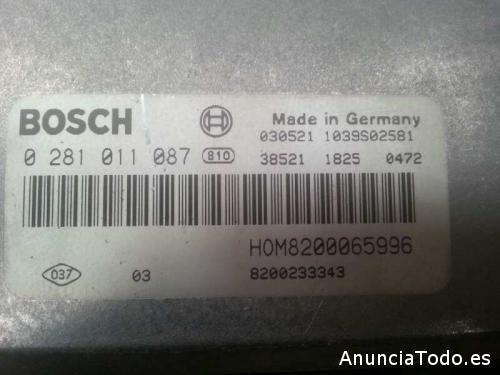 BOSCH
Made in Germany
030521 1039S02581
0 281 011 087 810
38521 1825 0472
HOM8200065996
037 03 8200233343
AnunciaTodo.es